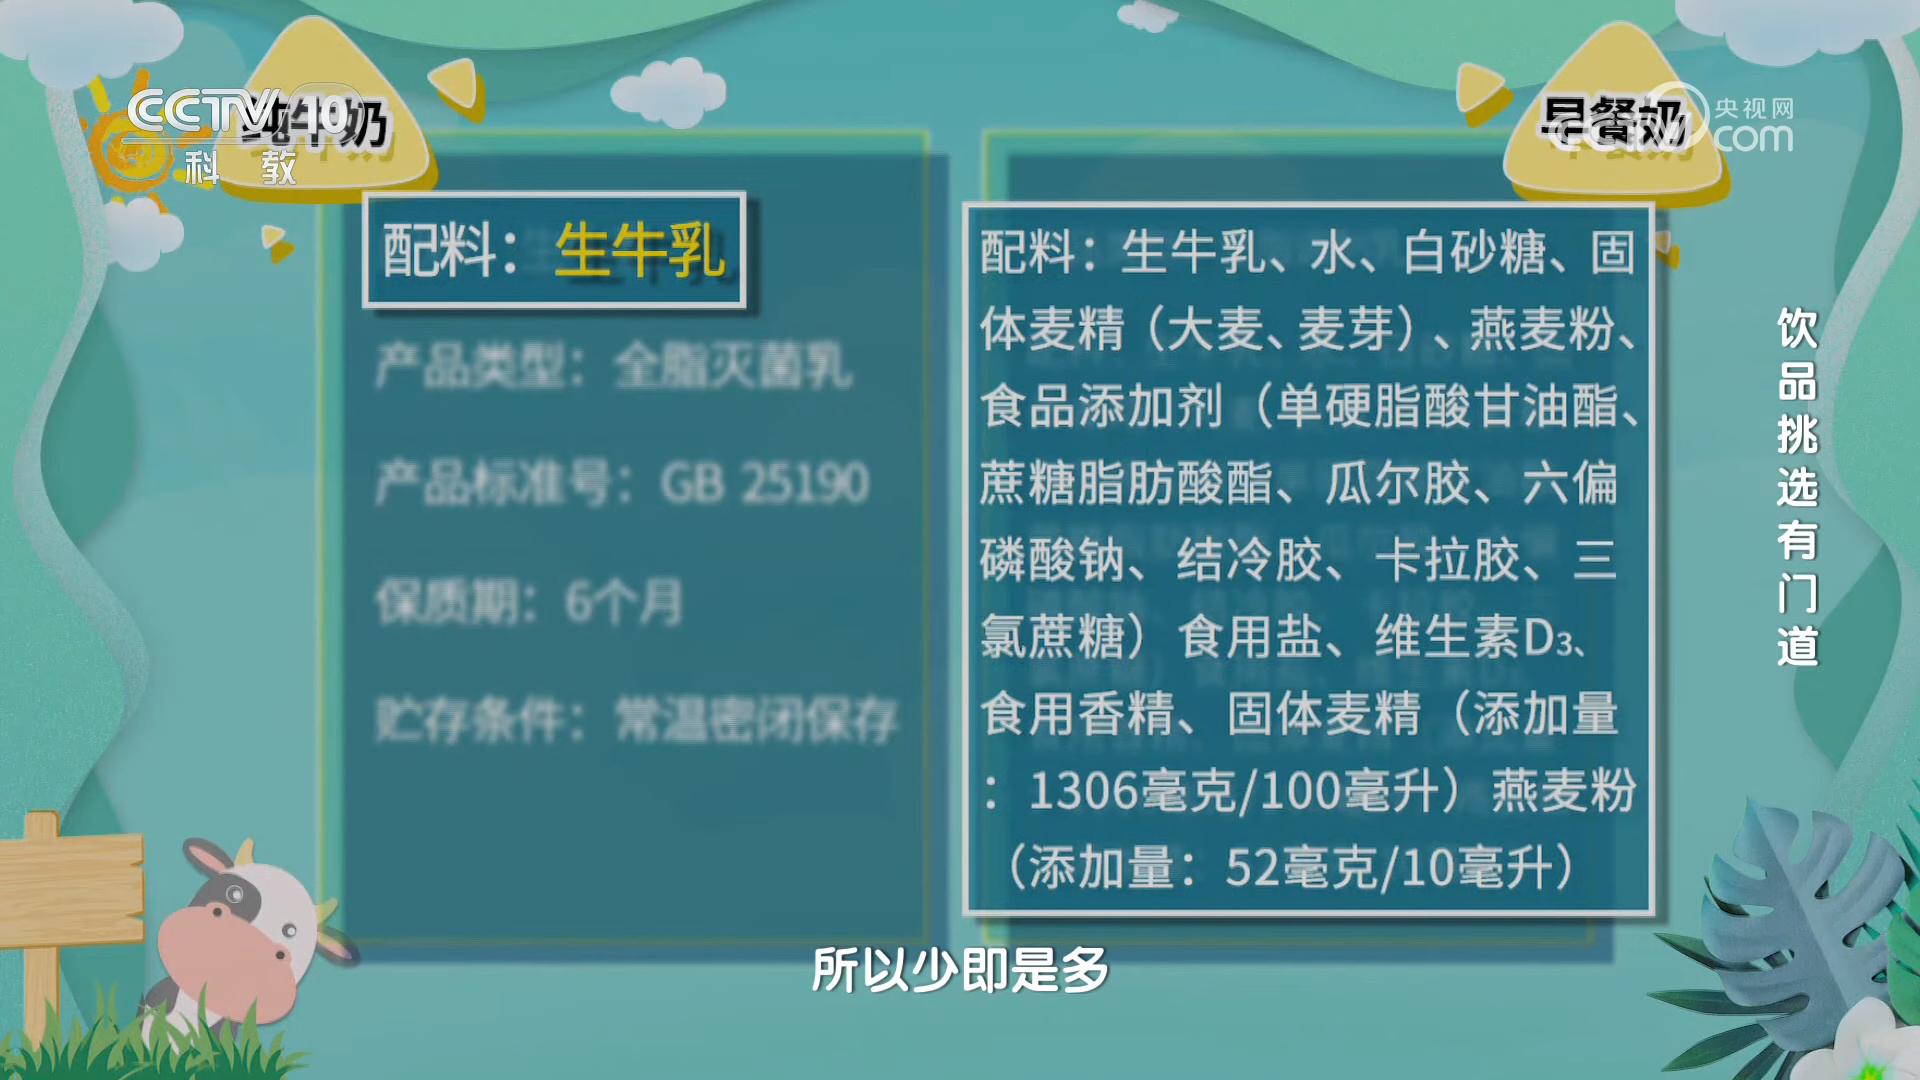 CCTV 10
科 教
纯牛奶
早餐奶
央视网
cctv.com
配料：生牛乳
产品类型：全脂灭菌乳
产品标准号：GB 25190
保质期：6个月
贮存条件：常温密闭保存
配料：生牛乳、水、白砂糖、固
体麦精（大麦、麦芽）、燕麦粉、
食品添加剂（单硬脂酸甘油酯、
蔗糖脂肪酸酯、瓜尔胶、六偏
磷酸钠、结冷胶、卡拉胶、三
氯蔗糖）食用盐、维生素D₃、
食用香精、固体麦精（添加量
：1306毫克/100毫升）燕麦粉
（添加量：52毫克/10毫升）
饮品挑选有门道
所以少即是多